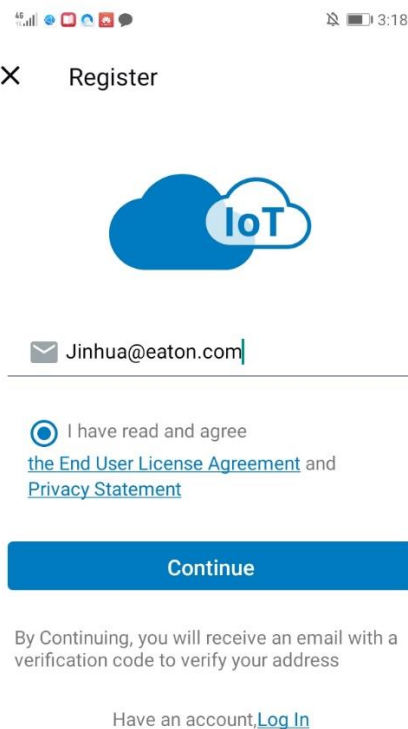 4G 3:18
Register
IoT
Jinhua@eaton.com
I have read and agree
the End User License Agreement and
Privacy Statement
Continue
By Continuing, you will receive an email with a
verification code to verify your address
Have an account,Log In